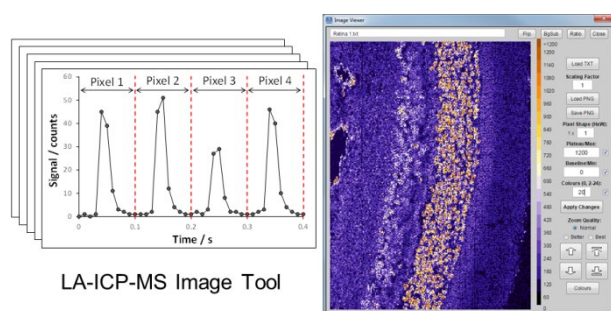 Pixel 1 Pixel 2 Pixel 3 Pixel 4
Signal / counts
60
50
40
30
20
10
0
0 0.1 0.2 0.3 0.4
Time / s
LA-ICP-MS Image Tool
Image Viewer
Retina 1.txt Flip BgSub Ratio Close
>1200
<1200
1140
1080
1020
960
900
840
780
720
660
600
540
480
420
360
300
240
180
120
60
0
Load TXT
Scaling Factor
1
Load PNG
Save PNG
Pixel Shape (HxW):
1 x 1
Plateau/Max:
1200
Baseline/Min:
0
Colours (0, 2-36):
20
Apply Changes
Zoom Quality:
Normal
Better Best
Colours